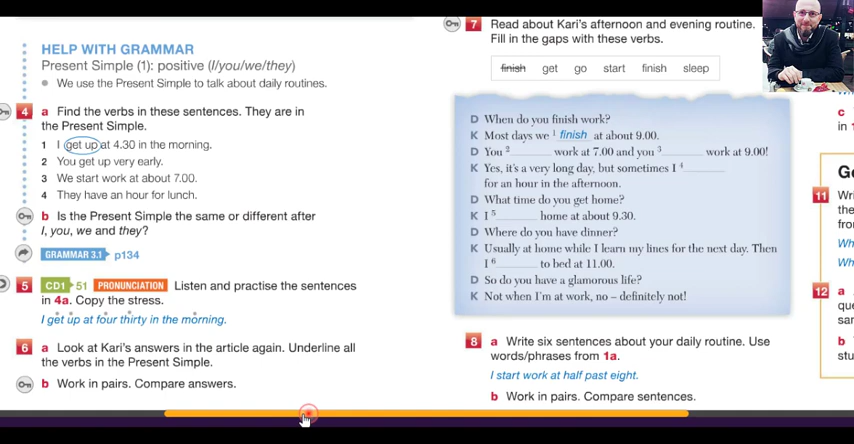 HELP WITH GRAMMAR
Present Simple (1): positive (I/you/we/they)
• We use the Present Simple to talk about daily routines.
4 a Find the verbs in these sentences. They are in
the Present Simple.
1 I get up at 4.30 in the morning.
2 You get up very early.
3 We start work at about 7.00.
4 They have an hour for lunch.
b Is the Present Simple the same or different after
I, you, we and they?
GRAMMAR 3.1 p134
5 CD1 51 PRONUNCIATION Listen and practise the sentences
in 4a. Copy the stress.
I get up at four thirty in the morning.
6 a Look at Kari's answers in the article again. Underline all
the verbs in the Present Simple.
b Work in pairs. Compare answers.
7 Read about Kari's afternoon and evening routine.
Fill in the gaps with these verbs.
finish get go start finish sleep
D When do you finish work?
K Most days we 1 finish at about 9.00.
D You 2 work at 7.00 and you 3 work at 9.00!
K Yes, it's a very long day, but sometimes I 4
for an hour in the afternoon.
D What time do you get home?
K I 5 home at about 9.30.
D Where do you have dinner?
K Usually at home while I learn my lines for the next day. Then
I 6 to bed at 11.00.
D So do you have a glamorous life?
K Not when I'm at work, no – definitely not!
8 a Write six sentences about your daily routine. Use
words/phrases from 1a.
I start work at half past eight.
b Work in pairs. Compare sentences.
c
in 1
11
the
Wh
Wh
12 a
que
b
stu